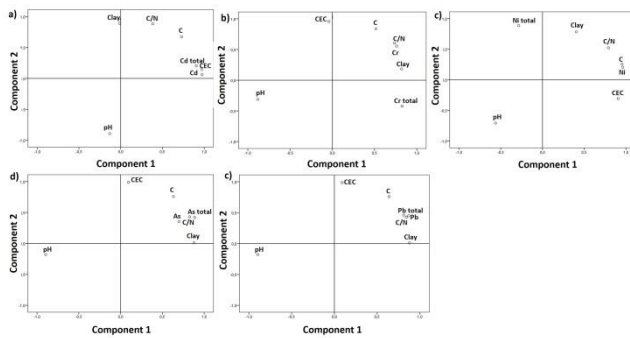 a)
Component 2
Clay
C/N
C
Cd total
CEC
Cd
pH
Component 1
b)
Component 2
CEC
C
C/N
Cr
Clay
pH
Cr total
Component 1
c)
Component 2
Ni total
Clay
C/N
C
Ni
CEC
pH
Component 1
d)
Component 2
CEC
C
As
As total
C/N
Clay
pH
Component 1
c)
Component 2
CEC
C
Pb total
Pb
C/N
Clay
pH
Component 1